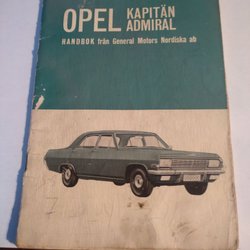 OPEL KAPITÄN
ADMIRAL
HANDBOK från General Motors Nordiska ab